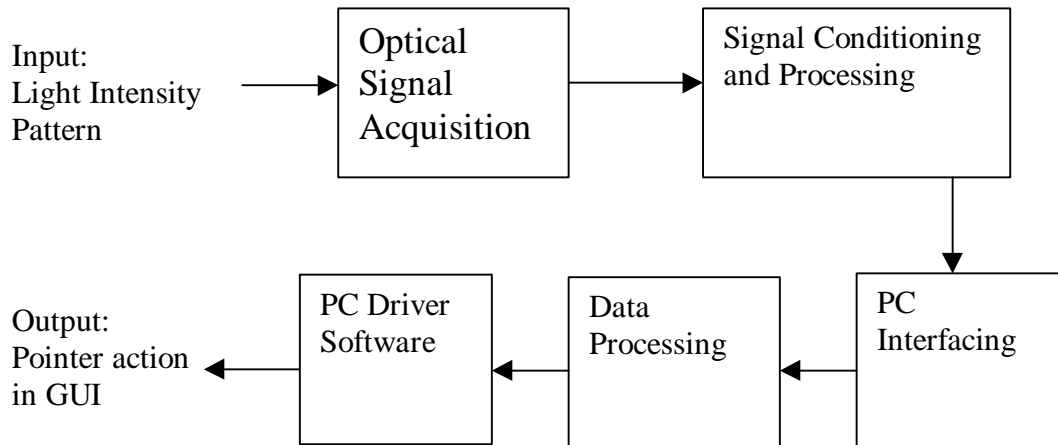 Input:
Light Intensity
Pattern
Optical
Signal
Acquisition
Signal Conditioning
and Processing
Output:
Pointer action
in GUI
PC Driver
Software
Data
Processing
PC
Interfacing